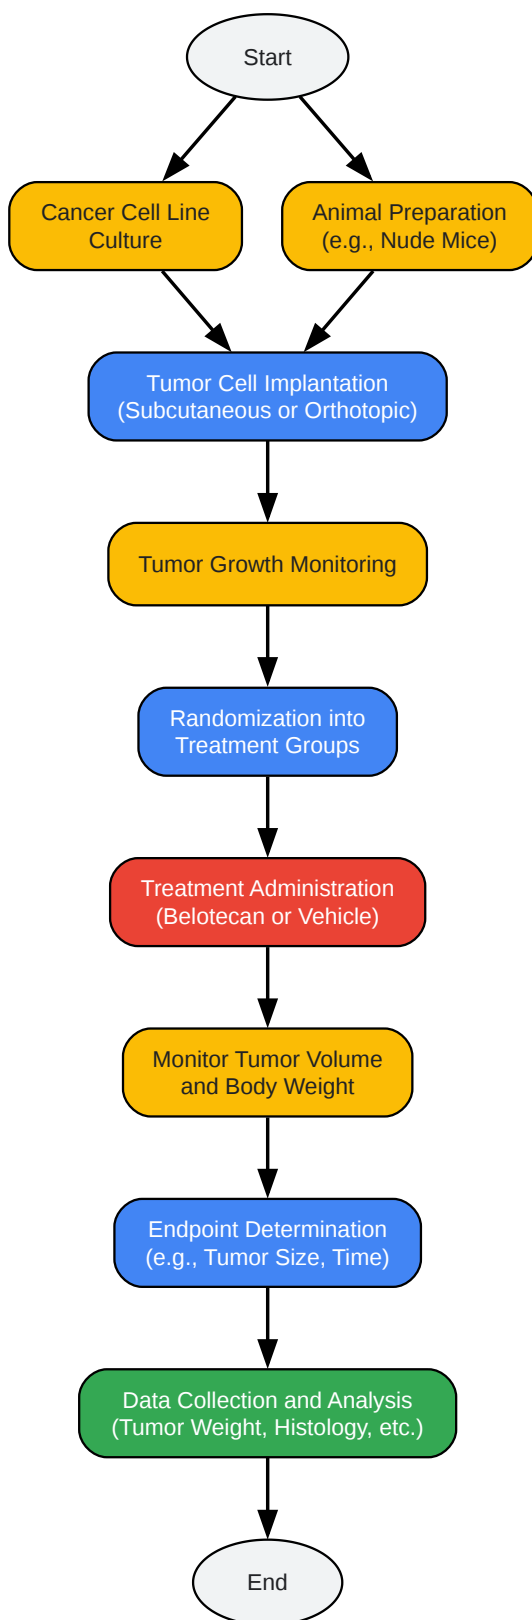 Start
Cancer Cell Line
Culture
Animal Preparation
(e.g., Nude Mice)
Tumor Cell Implantation
(Subcutaneous or Orthotopic)
Tumor Growth Monitoring
Randomization into
Treatment Groups
Treatment Administration
(Belotecan or Vehicle)
Monitor Tumor Volume
and Body Weight
Endpoint Determination
(e.g., Tumor Size, Time)
Data Collection and Analysis
(Tumor Weight, Histology, etc.)
End